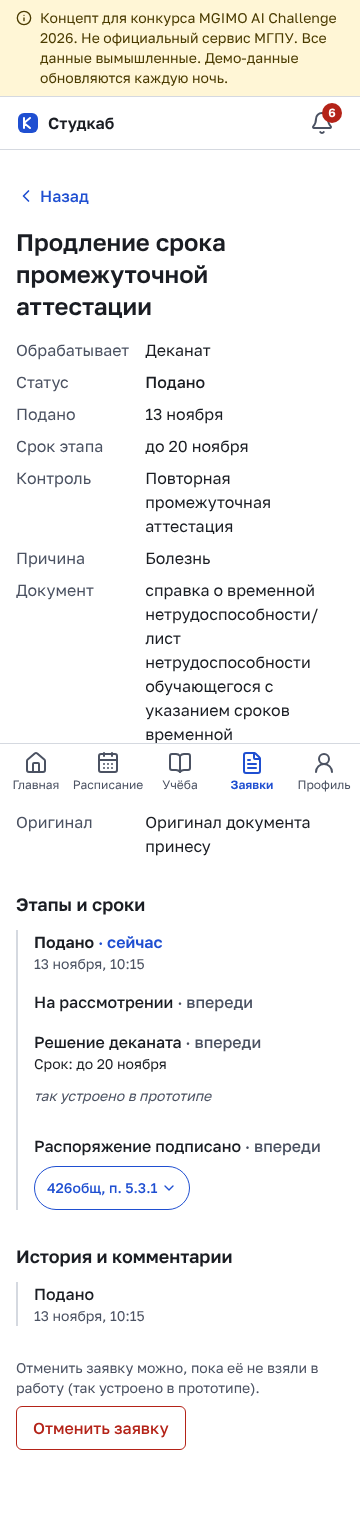 Концепт для конкурса MGIMO AI Challenge
2026. Не официальный сервис МГПУ. Все
данные вымышленные. Демо-данные
обновляются каждую ночь.
Студкаб
6
Назад
Продление срока
промежуточной
аттестации
Обрабатывает Деканат
Статус Подано
Подано 13 ноября
Срок этапа до 20 ноября
Контроль Повторная
промежуточная
аттестация
Причина Болезнь
Документ справка о временной
нетрудоспособности/
лист
нетрудоспособности
обучающегося с
указанием сроков
временной
Главная Расписание Учёба Заявки Профиль
Оригинал Оригинал документа
принесу
Этапы и сроки
Подано · сейчас
13 ноября, 10:15
На рассмотрении · впереди
Решение деканата · впереди
Срок: до 20 ноября
так устроено в прототипе
Распоряжение подписано · впереди
426общ, п. 5.3.1
История и комментарии
Подано
13 ноября, 10:15
Отменить заявку можно, пока её не взяли в
работу (так устроено в прототипе).
Отменить заявку